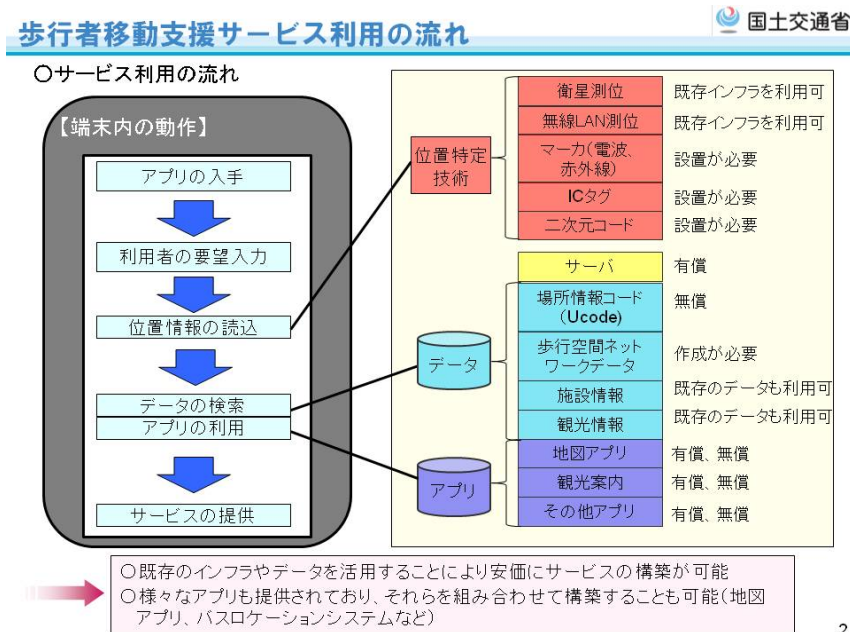 歩行者移動支援サービス利用の流れ
国土交通省
○サービス利用の流れ
【端末内の動作】
アプリの入手
利用者の要望入力
位置情報の読込
データの検索
アプリの利用
サービスの提供
位置特定
技術
衛星測位
既存インフラを利用可
無線LAN測位
既存インフラを利用可
マーカ(電波、
赤外線)
設置が必要
ICタグ
設置が必要
二次元コード
設置が必要
サーバ
有償
データ
場所情報コード
(Ucode)
無償
歩行空間ネット
ワークデータ
作成が必要
施設情報
既存のデータも利用可
観光情報
既存のデータも利用可
アプリ
地図アプリ
有償、無償
観光案内
有償、無償
その他アプリ
有償、無償
○既存のインフラやデータを活用することにより安価にサービスの構築が可能
○様々なアプリも提供されており、それらを組み合わせて構築することも可能(地図
アプリ、バスロケーションシステムなど)
2